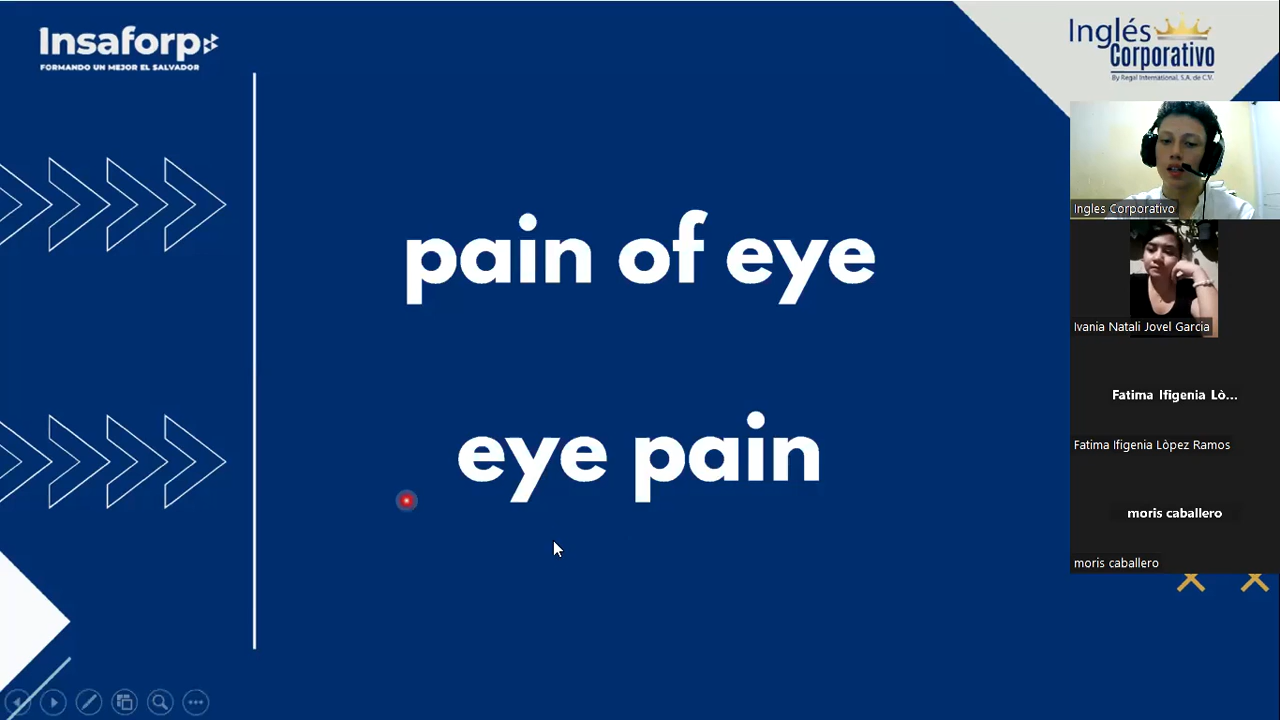 Insaforp
FORMANDO UN MEJOR EL SALVADOR
Inglés
Corporativo
By Regal International, S.A. de C.V.
pain of eye
eye pain
Ingles Corporativo
Ivania Natali Jovel Garcia
Fatima Ifigenia Lò...
Fatima Ifigenia Lòpez Ramos
moris caballero
moris caballero